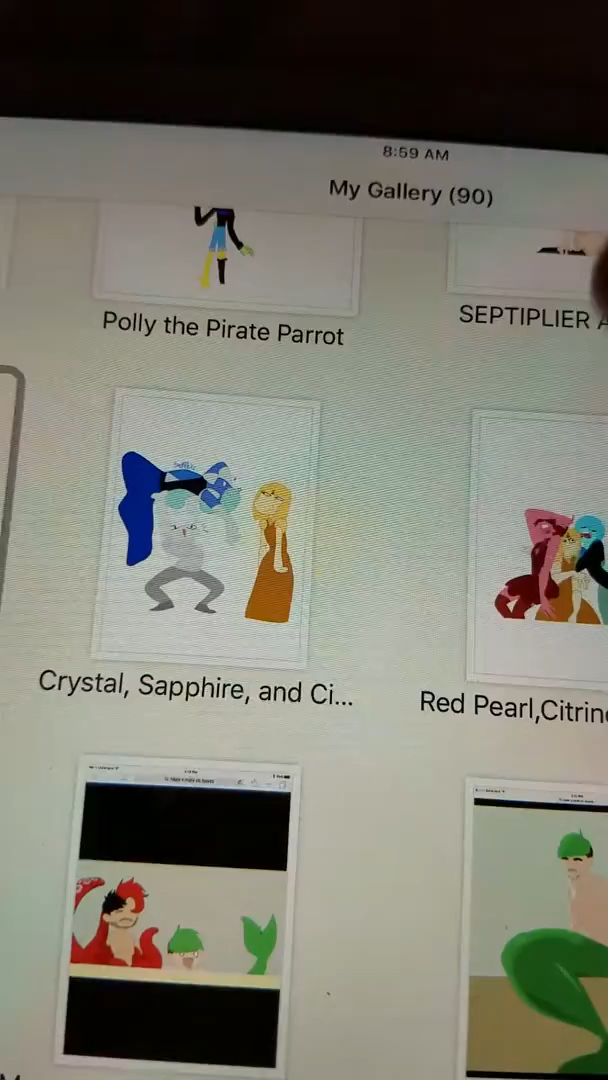 8:59 AM
My Gallery (90)
Polly the Pirate Parrot
SEPTIPLIER A
Crystal, Sapphire, and Ci...
Red Pearl,Citrin